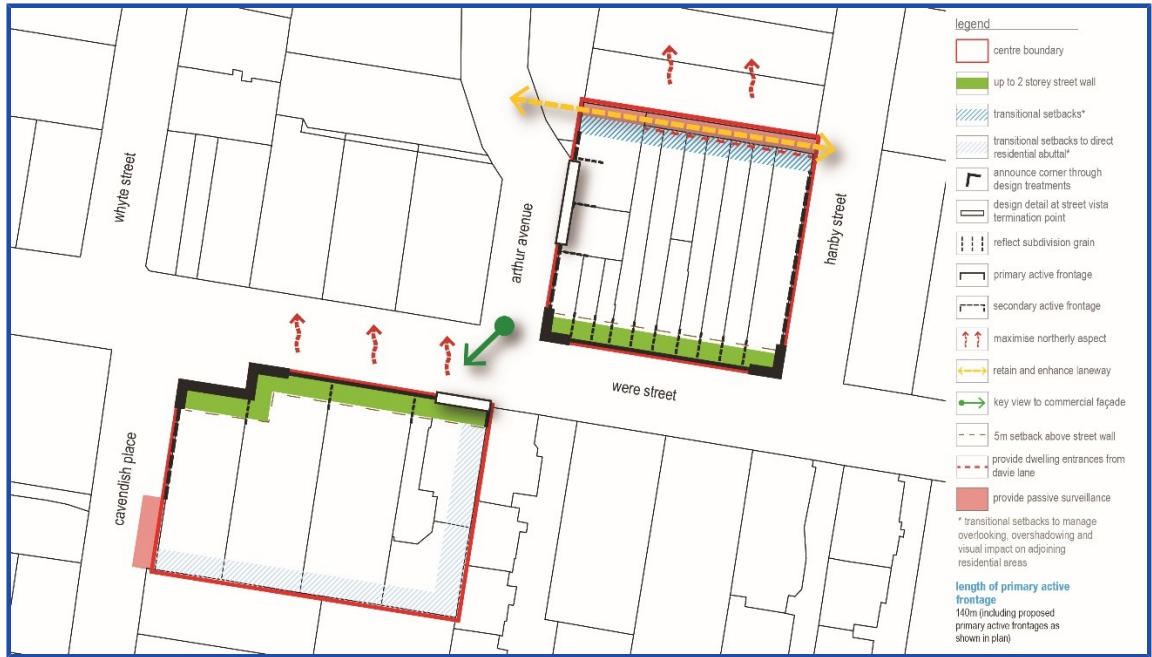 whyte street
arthur avenue
hanby street
were street
cavendish place
legend
centre boundary
up to 2 storey street wall
transitional setbacks*
transitional setbacks to direct
residential abuttal*
announce corner through
design treatments
design detail at street vista
termination point
reflect subdivision grain
primary active frontage
secondary active frontage
maximise northerly aspect
retain and enhance laneway
key view to commercial façade
5m setback above street wall
provide dwelling entrances from
davie lane
provide passive surveillance
* transitional setbacks to manage
overlooking, overshadowing and
visual impact on adjoining
residential areas
length of primary active
frontage
140m (including proposed
primary active frontages as
shown in plan)